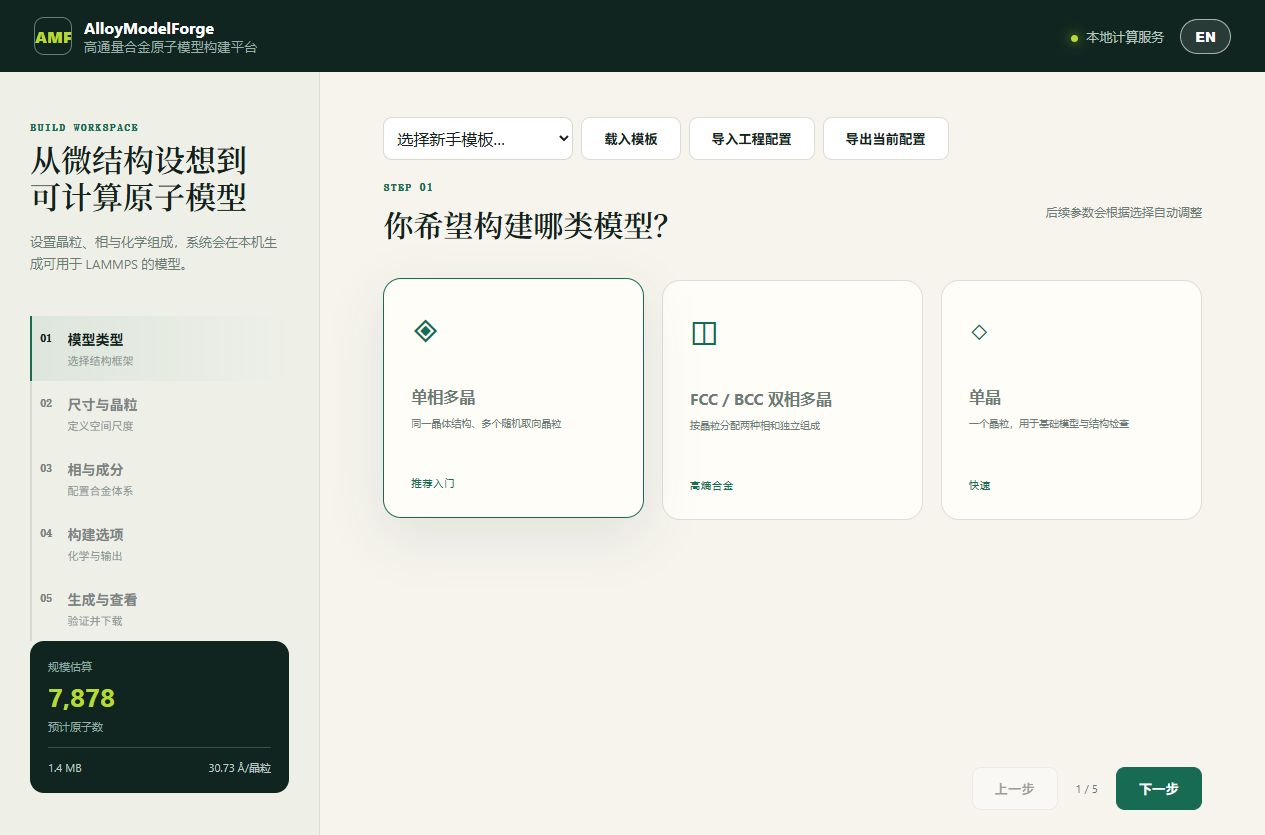 AMF
AlloyModelForge
高通量合金原子模型构建平台
本地计算服务
EN
BUILD WORKSPACE
从微结构设想到
可计算原子模型
设置晶粒、相与化学组成，系统会在本机生
成可用于 LAMMPS 的模型。
01 模型类型
选择结构框架
02 尺寸与晶粒
定义空间尺度
03 相与成分
配置合金体系
04 构建选项
化学与输出
05 生成与查看
验证并下载
规模估算
7,878
预计原子数
1.4 MB 30.73 Å/晶粒
选择新手模板... 载入模板 导入工程配置 导出当前配置
STEP 01
你希望构建哪类模型？
后续参数会根据选择自动调整
单相多晶
同一晶体结构、多个随机取向晶粒
推荐入门
FCC / BCC 双相多晶
按晶粒分配两种相和独立组成
高熵合金
单晶
一个晶粒，用于基础模型与结构检查
快速
上一步 1 / 5 下一步